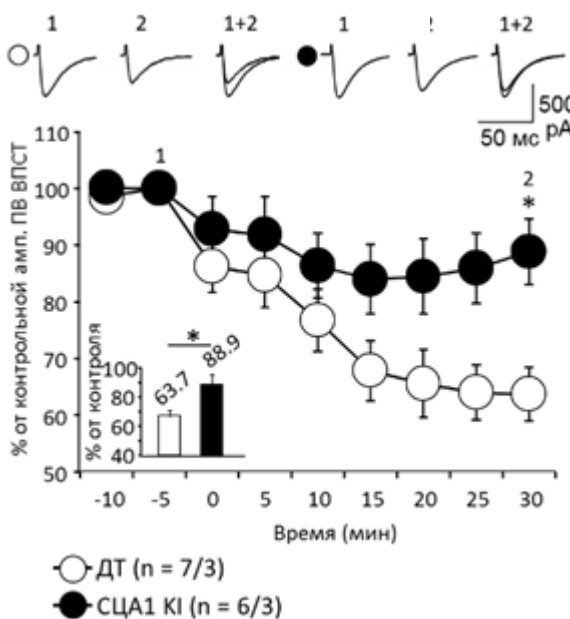 1 2 1+2 1 2 1+2
500
pA
50 мс
110
100
90
80
70
60
50
% от контрольной амп. ПВ ВПСТ
1
2
*
*
63.7 88.9
100
80
60
40
% от контроля
-10 -5 0 5 10 15 20 25 30
Время (мин)
ДТ (n = 7/3)
СЦА1 KI (n = 6/3)